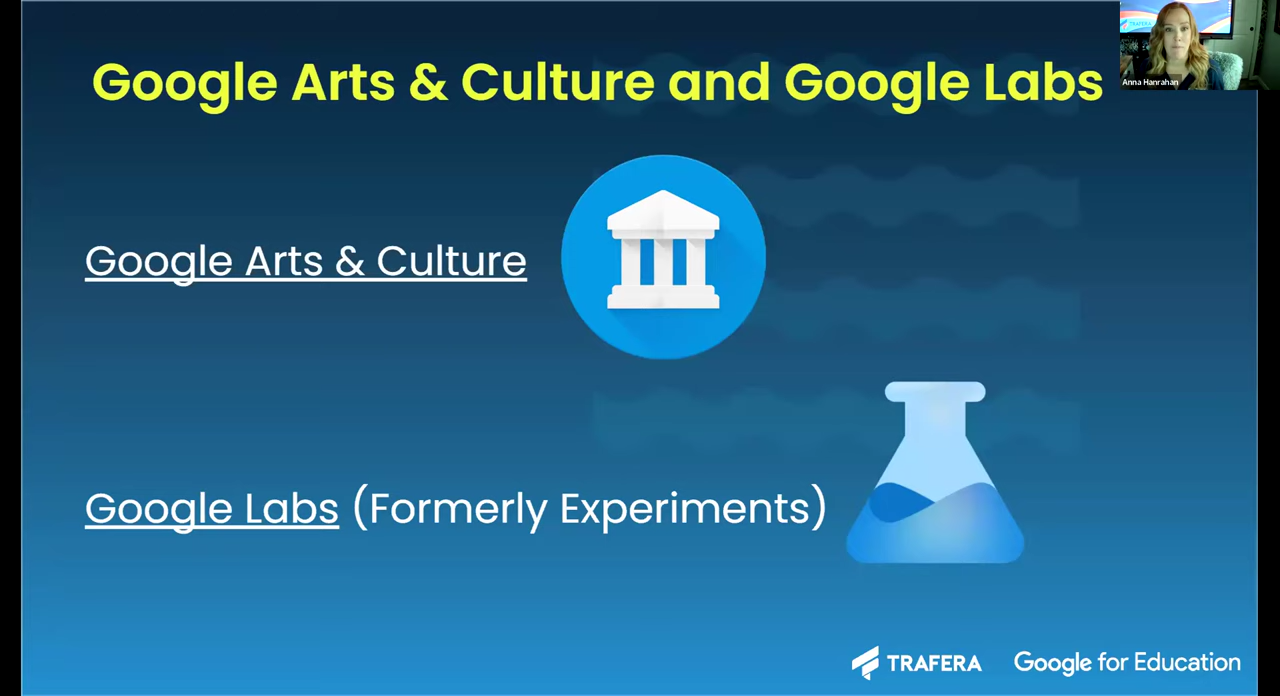 Google Arts & Culture and Google Labs
Anna Hanrahan
Google Arts & Culture
Google Labs (Formerly Experiments)
TRAFERA
Google for Education